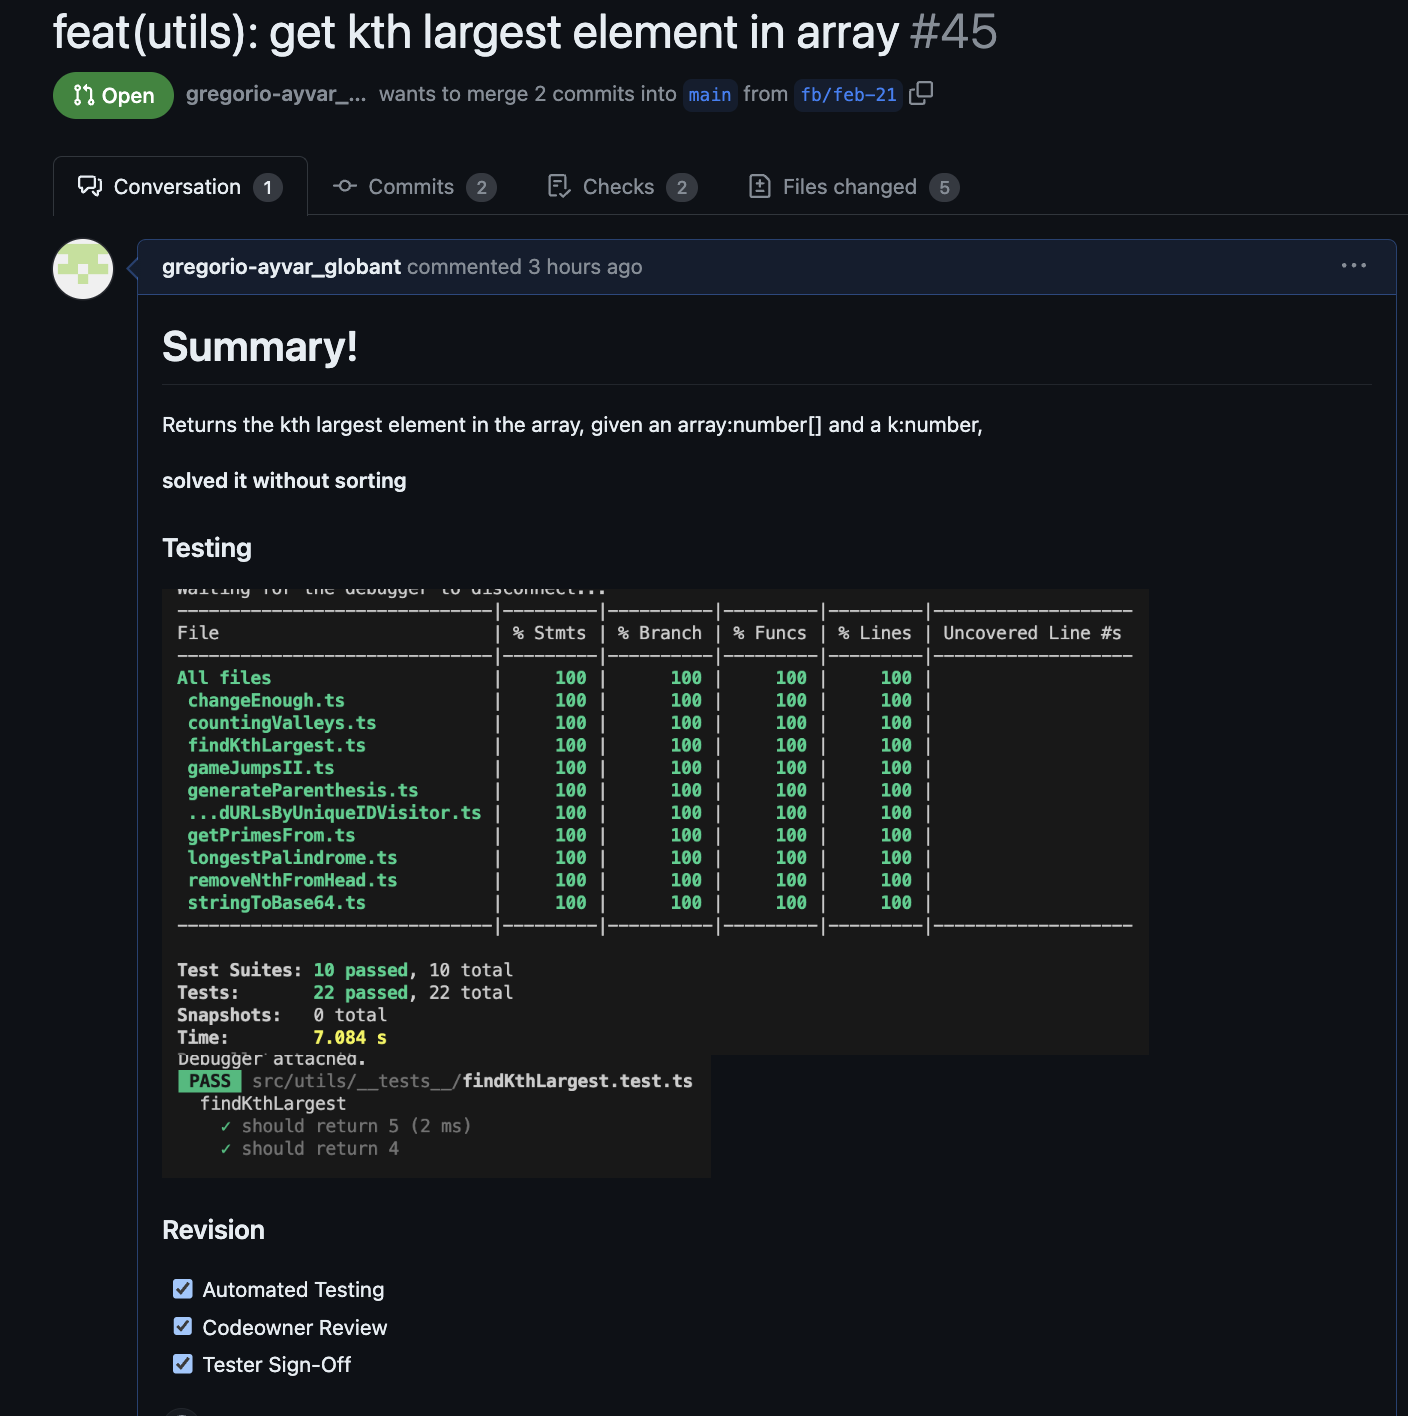 feat(utils): get kth largest element in array #45
Open gregorio-ayvar_... wants to merge 2 commits into main from fb/feb-21
Conversation 1 Commits 2 Checks 2 Files changed 5
gregorio-ayvar_globant commented 3 hours ago
Summary!
Returns the kth largest element in the array, given an array:number[] and a k:number,
solved it without sorting
Testing
Waiting for the debugger to disconnect...
File | % Stmts | % Branch | % Funcs | % Lines | Uncovered Line #s
All files | 100 | 100 | 100 | 100 |
changeEnough.ts | 100 | 100 | 100 | 100 |
countingValleys.ts | 100 | 100 | 100 | 100 |
findKthLargest.ts | 100 | 100 | 100 | 100 |
gameJumpsII.ts | 100 | 100 | 100 | 100 |
generateParenthesis.ts | 100 | 100 | 100 | 100 |
...dURLsByUniqueIDVisitor.ts | 100 | 100 | 100 | 100 |
getPrimesFrom.ts | 100 | 100 | 100 | 100 |
longestPalindrome.ts | 100 | 100 | 100 | 100 |
removeNthFromHead.ts | 100 | 100 | 100 | 100 |
stringToBase64.ts | 100 | 100 | 100 | 100 |
Test Suites: 10 passed, 10 total
Tests: 22 passed, 22 total
Snapshots: 0 total
Time: 7.084 s
Debugger attached.
PASS src/utils/__tests__/findKthLargest.test.ts
findKthLargest
✓ should return 5 (2 ms)
✓ should return 4
Revision
Automated Testing
Codeowner Review
Tester Sign-Off